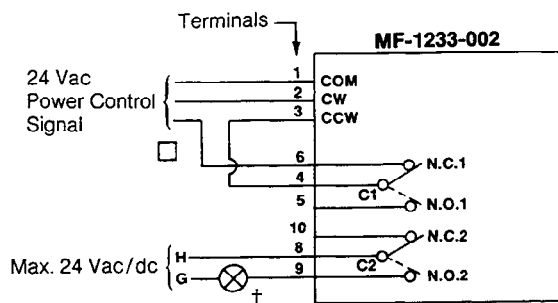 Terminals
MF-1233-002
24 Vac
Power Control
Signal
1 COM
2 CW
3 CCW
6 N.C.1
4 C1
5 N.O.1
10 N.C.2
Max. 24 Vac/dc
H 8 C2
G 9 N.O.2
†